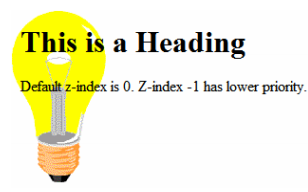 This is a Heading
Default z-index is 0. Z-index -1 has lower priority.